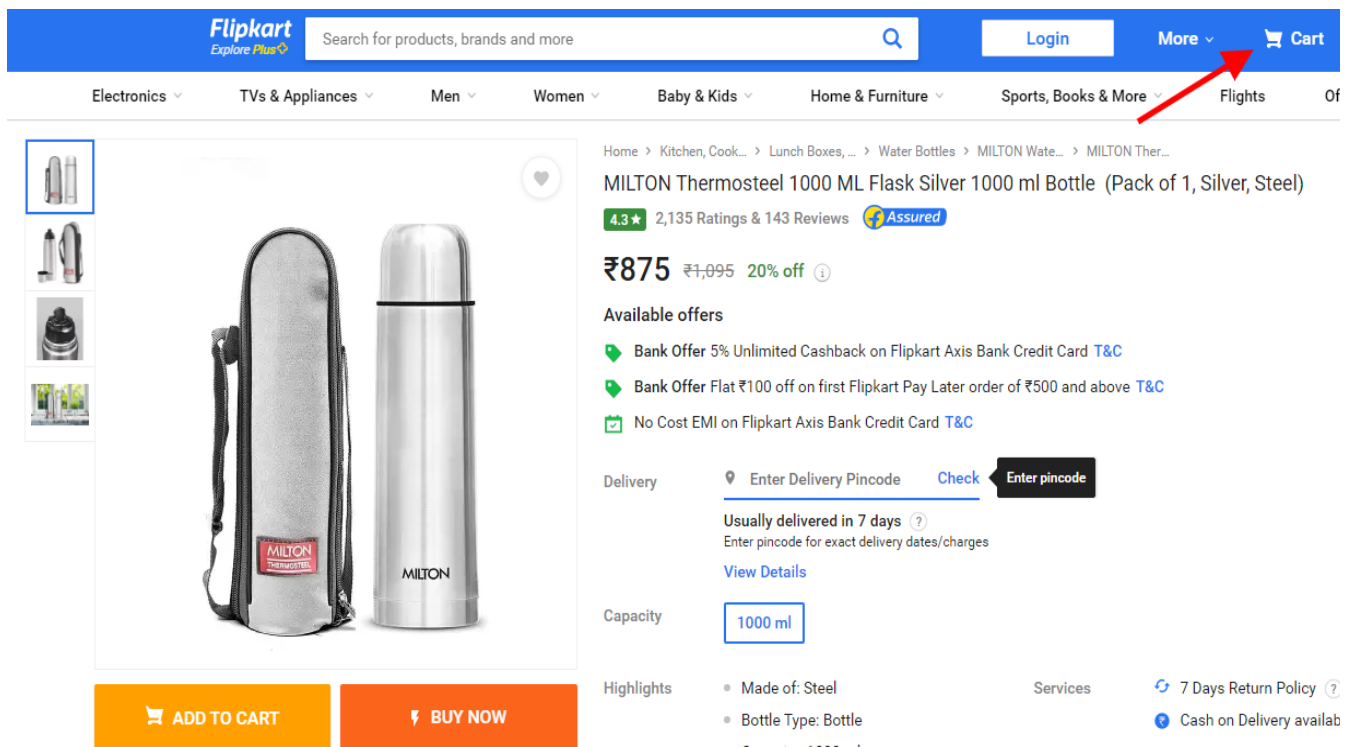 Flipkart
Explore Plus
Search for products, brands and more
Login
More
Cart
Electronics
TVs & Appliances
Men
Women
Baby & Kids
Home & Furniture
Sports, Books & More
Flights
Of
Home > Kitchen, Cook... > Lunch Boxes, ... > Water Bottles > MILTON Wate... > MILTON Ther...
MILTON Thermosteel 1000 ML Flask Silver 1000 ml Bottle (Pack of 1, Silver, Steel)
4.3★ 2,135 Ratings & 143 Reviews Assured
₹875 ₹1,095 20% off
Available offers
Bank Offer 5% Unlimited Cashback on Flipkart Axis Bank Credit Card T&C
Bank Offer Flat ₹100 off on first Flipkart Pay Later order of ₹500 and above T&C
No Cost EMI on Flipkart Axis Bank Credit Card T&C
Delivery
Enter Delivery Pincode Check
Enter pincode
Usually delivered in 7 days ?
Enter pincode for exact delivery dates/charges
View Details
Capacity
1000 ml
Highlights
Made of: Steel
Bottle Type: Bottle
Services
7 Days Return Policy ?
Cash on Delivery availab
MILTON
THERMOSTEEL
MILTON
ADD TO CART
BUY NOW